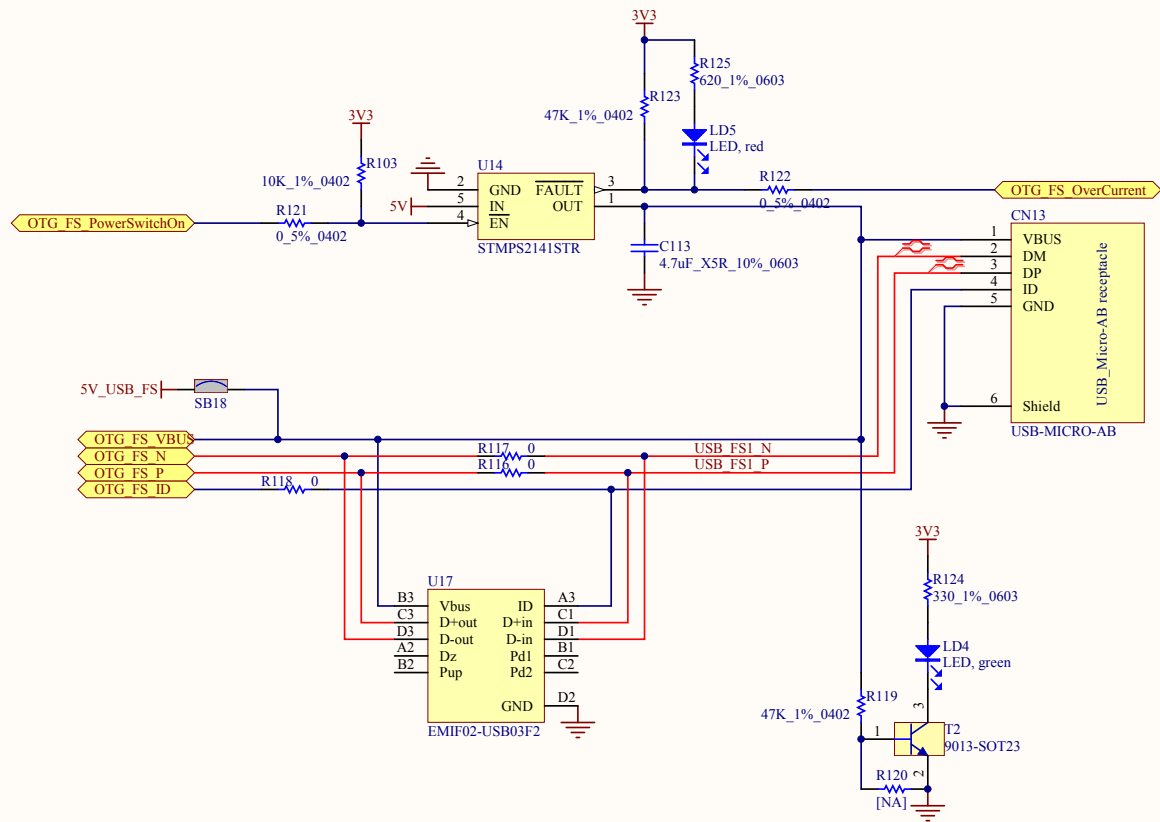 3V3
R125
620_1%_0603
R123
47K_1%_0402
LD5
LED, red
3V3
R103
10K_1%_0402
U14
2 GND FAULT 3
5V 5 IN OUT 1
4 EN
STMPS2141STR
R122
0_5%_0402
OTG_FS_OverCurrent
OTG_FS_PowerSwitchOn
R121
0_5%_0402
C113
4.7uF_X5R_10%_0603
CN13
1 VBUS
2 DM
3 DP
4 ID
5 GND
6 Shield
USB_Micro-AB receptacle
USB-MICRO-AB
5V_USB_FS
SB18
OTG_FS_VBUS
OTG_FS_N R117 0 USB_FS1_N
OTG_FS_P R116 0 USB_FS1_P
OTG_FS_ID R118 0
U17
B3 Vbus ID A3
C3 D+out D+in C1
D3 D-out D-in D1
A2 Dz Pd1 B1
B2 Pup Pd2 C2
GND D2
EMIF02-USB03F2
3V3
R124
330_1%_0603
LD4
LED, green
R119
47K_1%_0402
3
1
T2
9013-SOT23
2
R120
[NA]